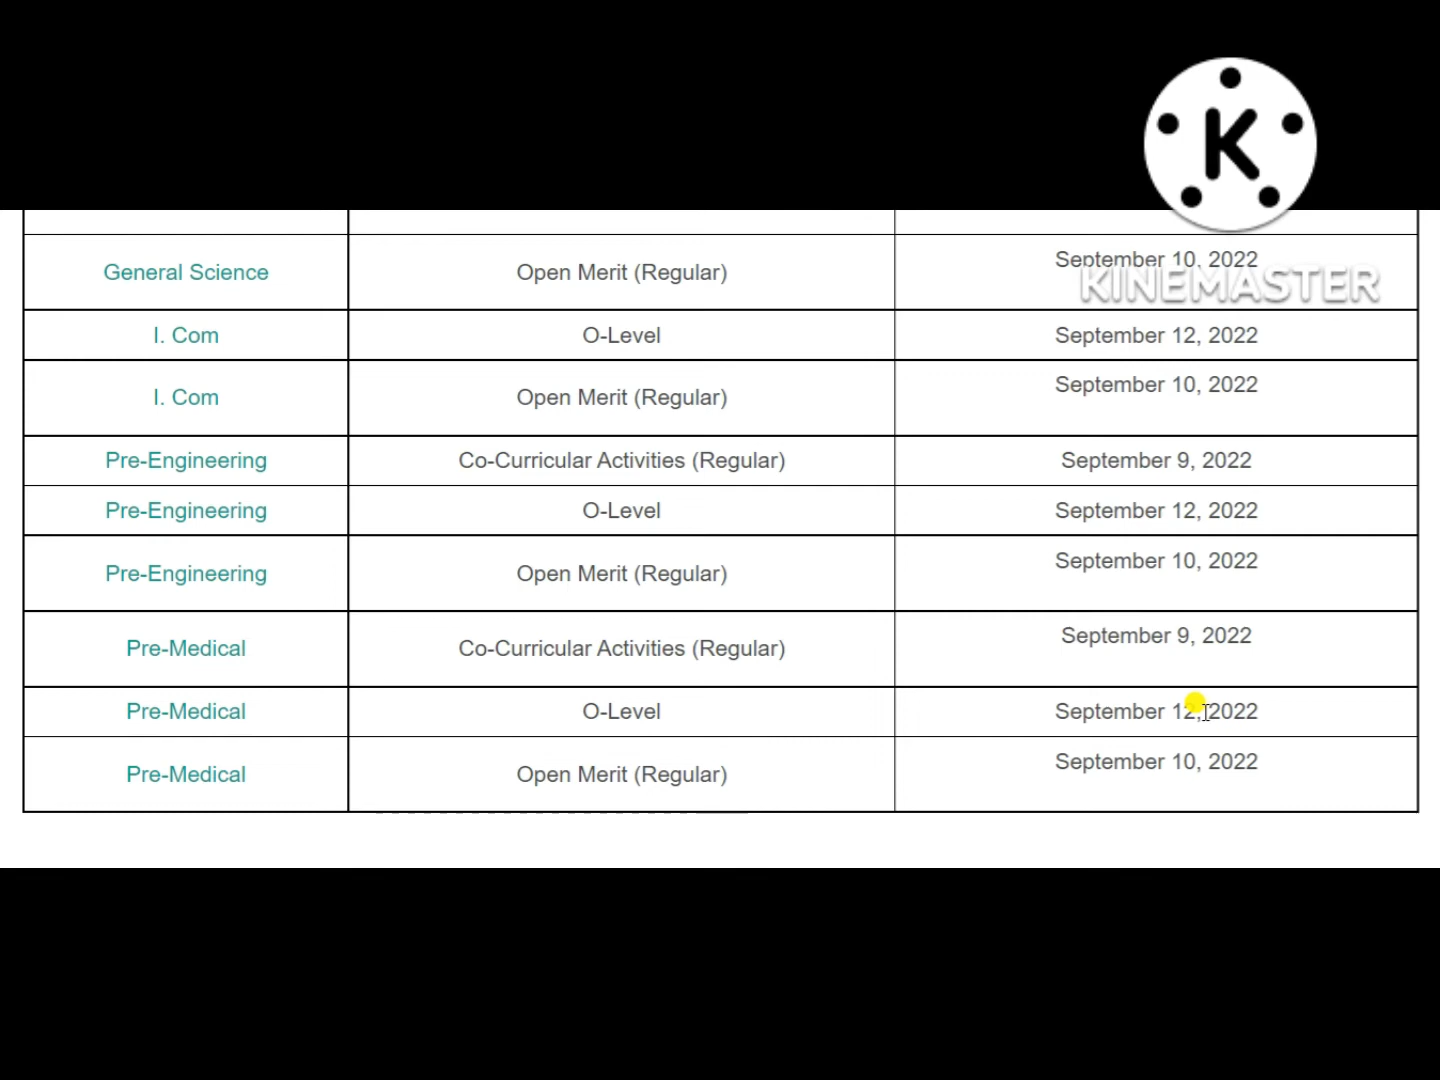 K
KINEMASTER
General Science Open Merit (Regular) September 10, 2022
I. Com O-Level September 12, 2022
I. Com Open Merit (Regular) September 10, 2022
Pre-Engineering Co-Curricular Activities (Regular) September 9, 2022
Pre-Engineering O-Level September 12, 2022
Pre-Engineering Open Merit (Regular) September 10, 2022
Pre-Medical Co-Curricular Activities (Regular) September 9, 2022
Pre-Medical O-Level September 12, 2022
Pre-Medical Open Merit (Regular) September 10, 2022